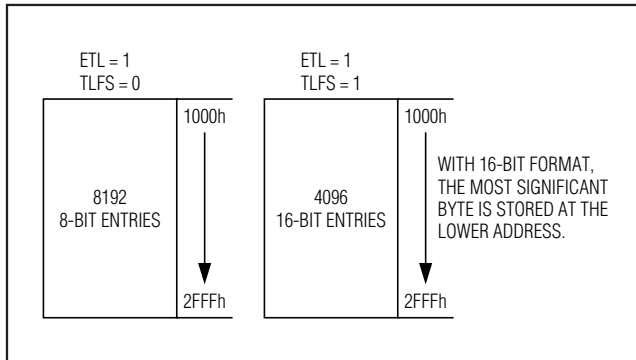 ETL = 1
TLFS = 0
1000h
8192
8-BIT ENTRIES
2FFFh
ETL = 1
TLFS = 1
1000h
4096
16-BIT ENTRIES
2FFFh
WITH 16-BIT FORMAT,
THE MOST SIGNIFICANT
BYTE IS STORED AT THE
LOWER ADDRESS.